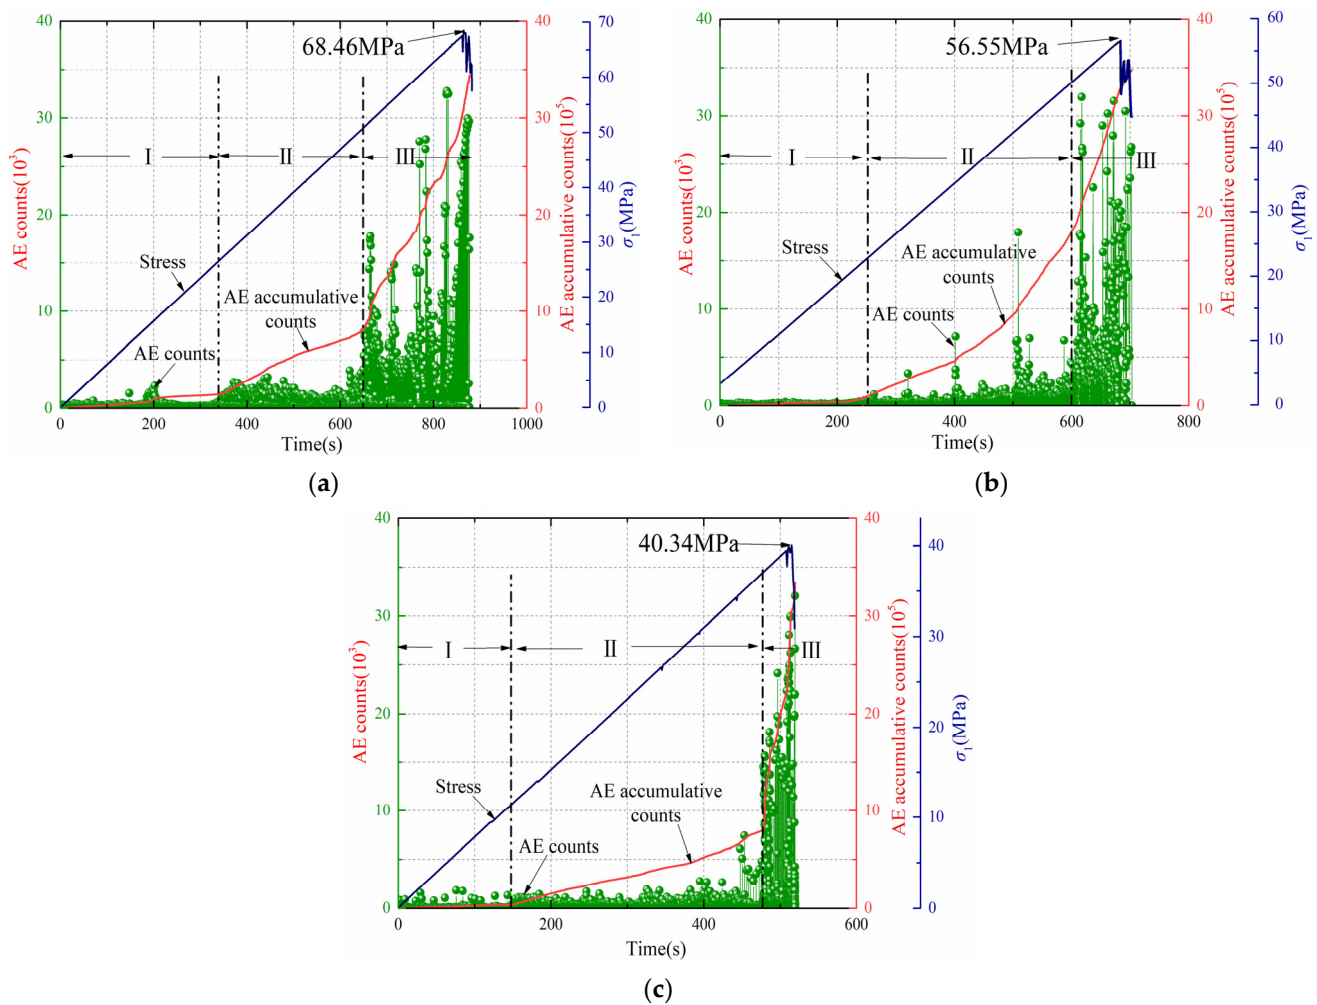 40
30
20
10
0
AE counts(10³)
0
200
400
600
800
1000
Time(s)
40
30
20
10
0
AE accumulative counts(10⁵)
70
60
50
40
30
20
10
0
σ₁(MPa)
68.46MPa
I
II
III
Stress
AE accumulative
counts
AE counts
(a)
40
30
20
10
0
AE counts(10³)
0
200
400
600
800
Time(s)
40
30
20
10
0
AE accumulative counts(10⁵)
60
50
40
30
20
10
0
σ₁(MPa)
56.55MPa
I
II
III
Stress
AE accumulative
counts
AE counts
(b)
40
30
20
10
0
AE counts(10³)
0
200
400
600
Time(s)
40
30
20
10
0
AE accumulative counts(10⁵)
40
30
20
10
0
σ₁(MPa)
40.34MPa
I
II
III
Stress
AE accumulative
counts
AE counts
(c)